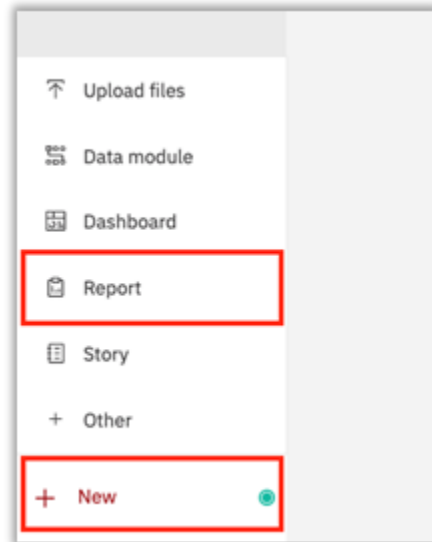 Upload files
Data module
Dashboard
Report
Story
+ Other
+ New